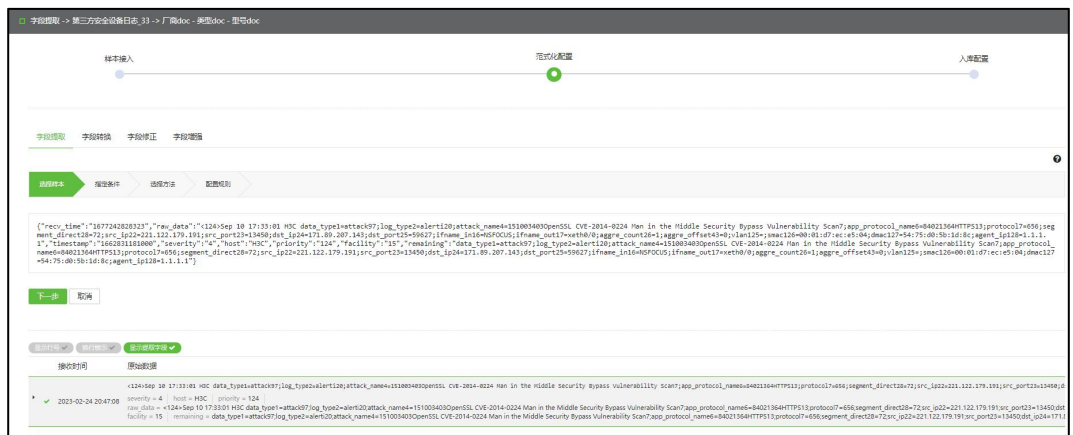 字段提取 -> 第三方安全设备日志_33 -> 厂商doc - 类型doc - 型号doc
样本接入 范式化配置 入库配置
字段提取 字段转换 字段修正 字段增强
选择样本 指定条件 选择方法 配置规则
{"recv_time":"1677242828323","raw_data":"<124>Sep 10 17:33:01 H3C data_type1=attack97;log_type2=alerti20;attack_name4=151003403OpenSSL CVE-2014-0224 Man in the Middle Security Bypass Vulnerability Scan7;app_protocol_name6=84021364HTTPS13;protocol7=656;seg
ment_direct28=72;src_ip22=221.122.179.191;src_port23=13450;dst_ip24=171.89.207.143;dst_port25=59627;ifname_in16=NSFOCUS;ifname_out17=xeth0/0;aggre_count26=1;aggre_offset43=0;vlan125=;smac126=00:01:d7:ec:e5:04;dmac127=54:75:d0:5b:1d:8c;agent_ip128=1.1.1.
1","timestamp":"1662831181000","severity":"4","host":"H3C","priority":"124","facility":"15","remaining":"data_type1=attack97;log_type2=alerti20;attack_name4=151003403OpenSSL CVE-2014-0224 Man in the Middle Security Bypass Vulnerability Scan7;app_protocol_
name6=84021364HTTPS13;protocol7=656;segment_direct28=72;src_ip22=221.122.179.191;src_port23=13450;dst_ip24=171.89.207.143;dst_port25=59627;ifname_in16=NSFOCUS;ifname_out17=xeth0/0;aggre_count26=1;aggre_offset43=0;vlan125=;smac126=00:01:d7:ec:e5:04;dmac127
=54:75:d0:5b:1d:8c;agent_ip128=1.1.1.1"}
下一步 取消
显示行号 换行展示 显示提取字段
接收时间 原始数据
<124>Sep 10 17:33:01 H3C data_type1=attack97;log_type2=alerti20;attack_name4=151003403OpenSSL CVE-2014-0224 Man in the Middle Security Bypass Vulnerability Scan7;app_protocol_name6=84021364HTTPS13;protocol7=656;segment_direct28=72;src_ip22=221.122.179.191;src_port23=13450;d
2023-02-24 20:47:08 severity = 4 host = H3C priority = 124
raw_data = <124>Sep 10 17:33:01 H3C data_type1=attack97;log_type2=alerti20;attack_name4=151003403OpenSSL CVE-2014-0224 Man in the Middle Security Bypass Vulnerability Scan7;app_protocol_name6=84021364HTTPS13;protocol7=656;segment_direct28=72;src_ip22=221.122.179.191;src_port23=13450;dst
facility = 15 remaining = data_type1=attack97;log_type2=alerti20;attack_name4=151003403OpenSSL CVE-2014-0224 Man in the Middle Security Bypass Vulnerability Scan7;app_protocol_name6=84021364HTTPS13;protocol7=656;segment_direct28=72;src_ip22=221.122.179.191;src_port23=13450;dst_ip24=171.